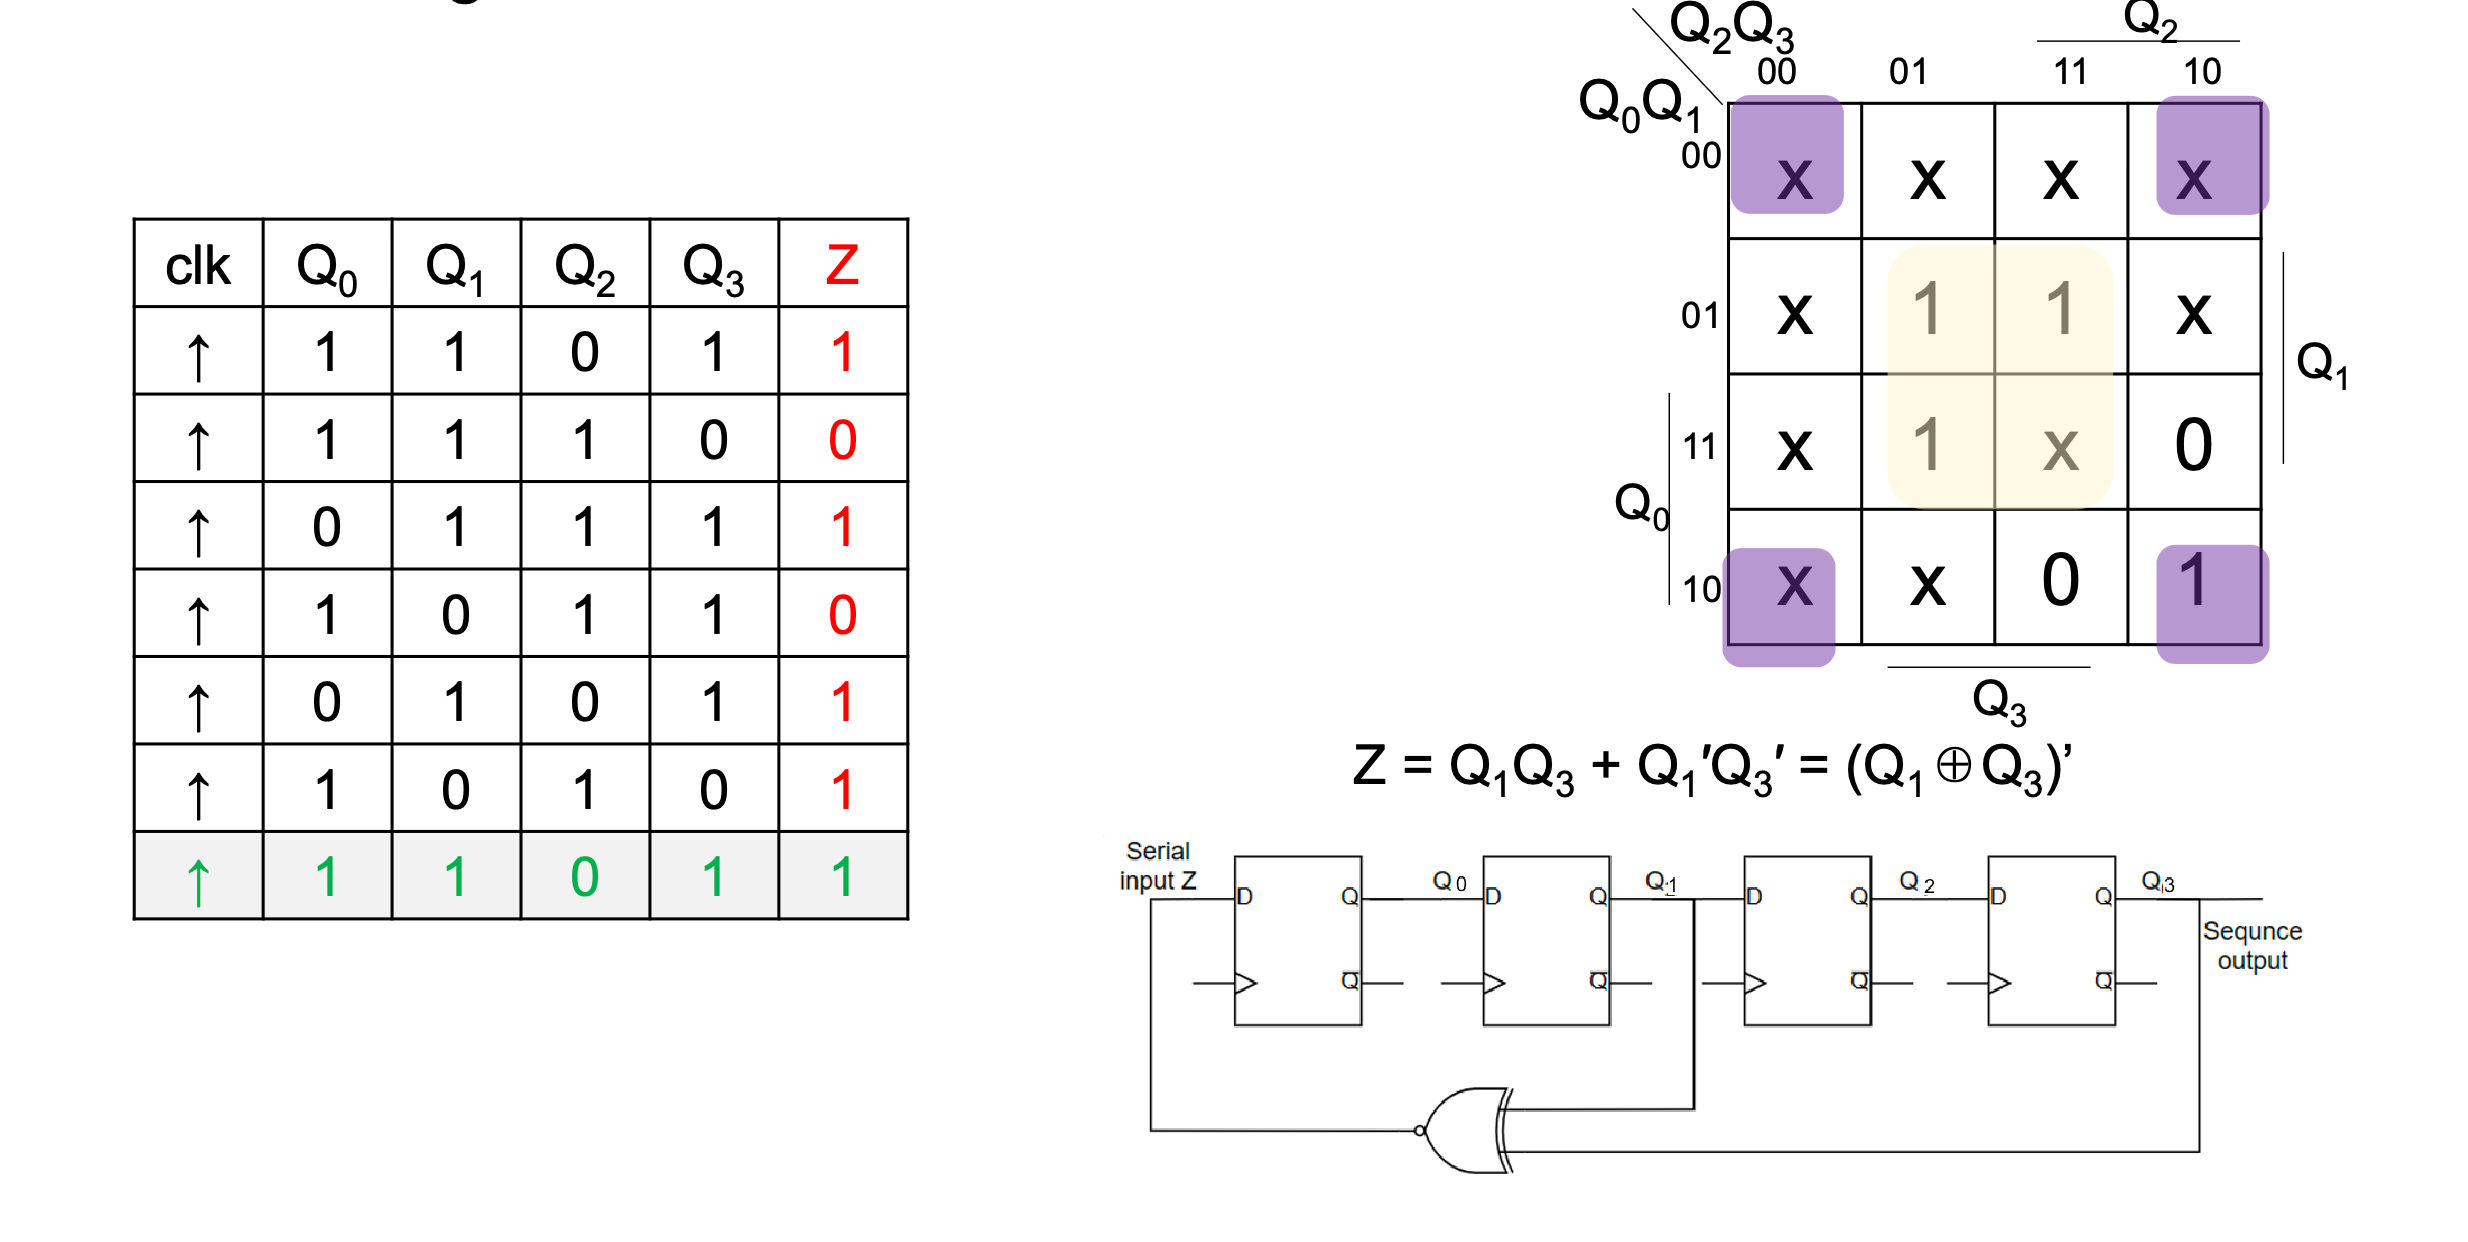 clk Q₀ Q₁ Q₂ Q₃ Z
↑ 1 1 0 1 1
↑ 1 1 1 0 0
↑ 0 1 1 1 1
↑ 1 0 1 1 0
↑ 0 1 0 1 1
↑ 1 0 1 0 1
↑ 1 1 0 1 1
Q₂Q₃
Q₂
00 01 11 10
Q₀Q₁
00 x x x x
01 x 1 1 x
Q₁
11 x 1 x 0
Q₀
10 x x 0 1
Q₃
Z = Q₁Q₃ + Q₁′Q₃′ = (Q₁ ⊕ Q₃)’
Serial
input Z
D Q Q0 D Q Q1 D Q Q2 D Q Q3
Q̅ Q̅ Q̅ Q̅
Sequnce
output